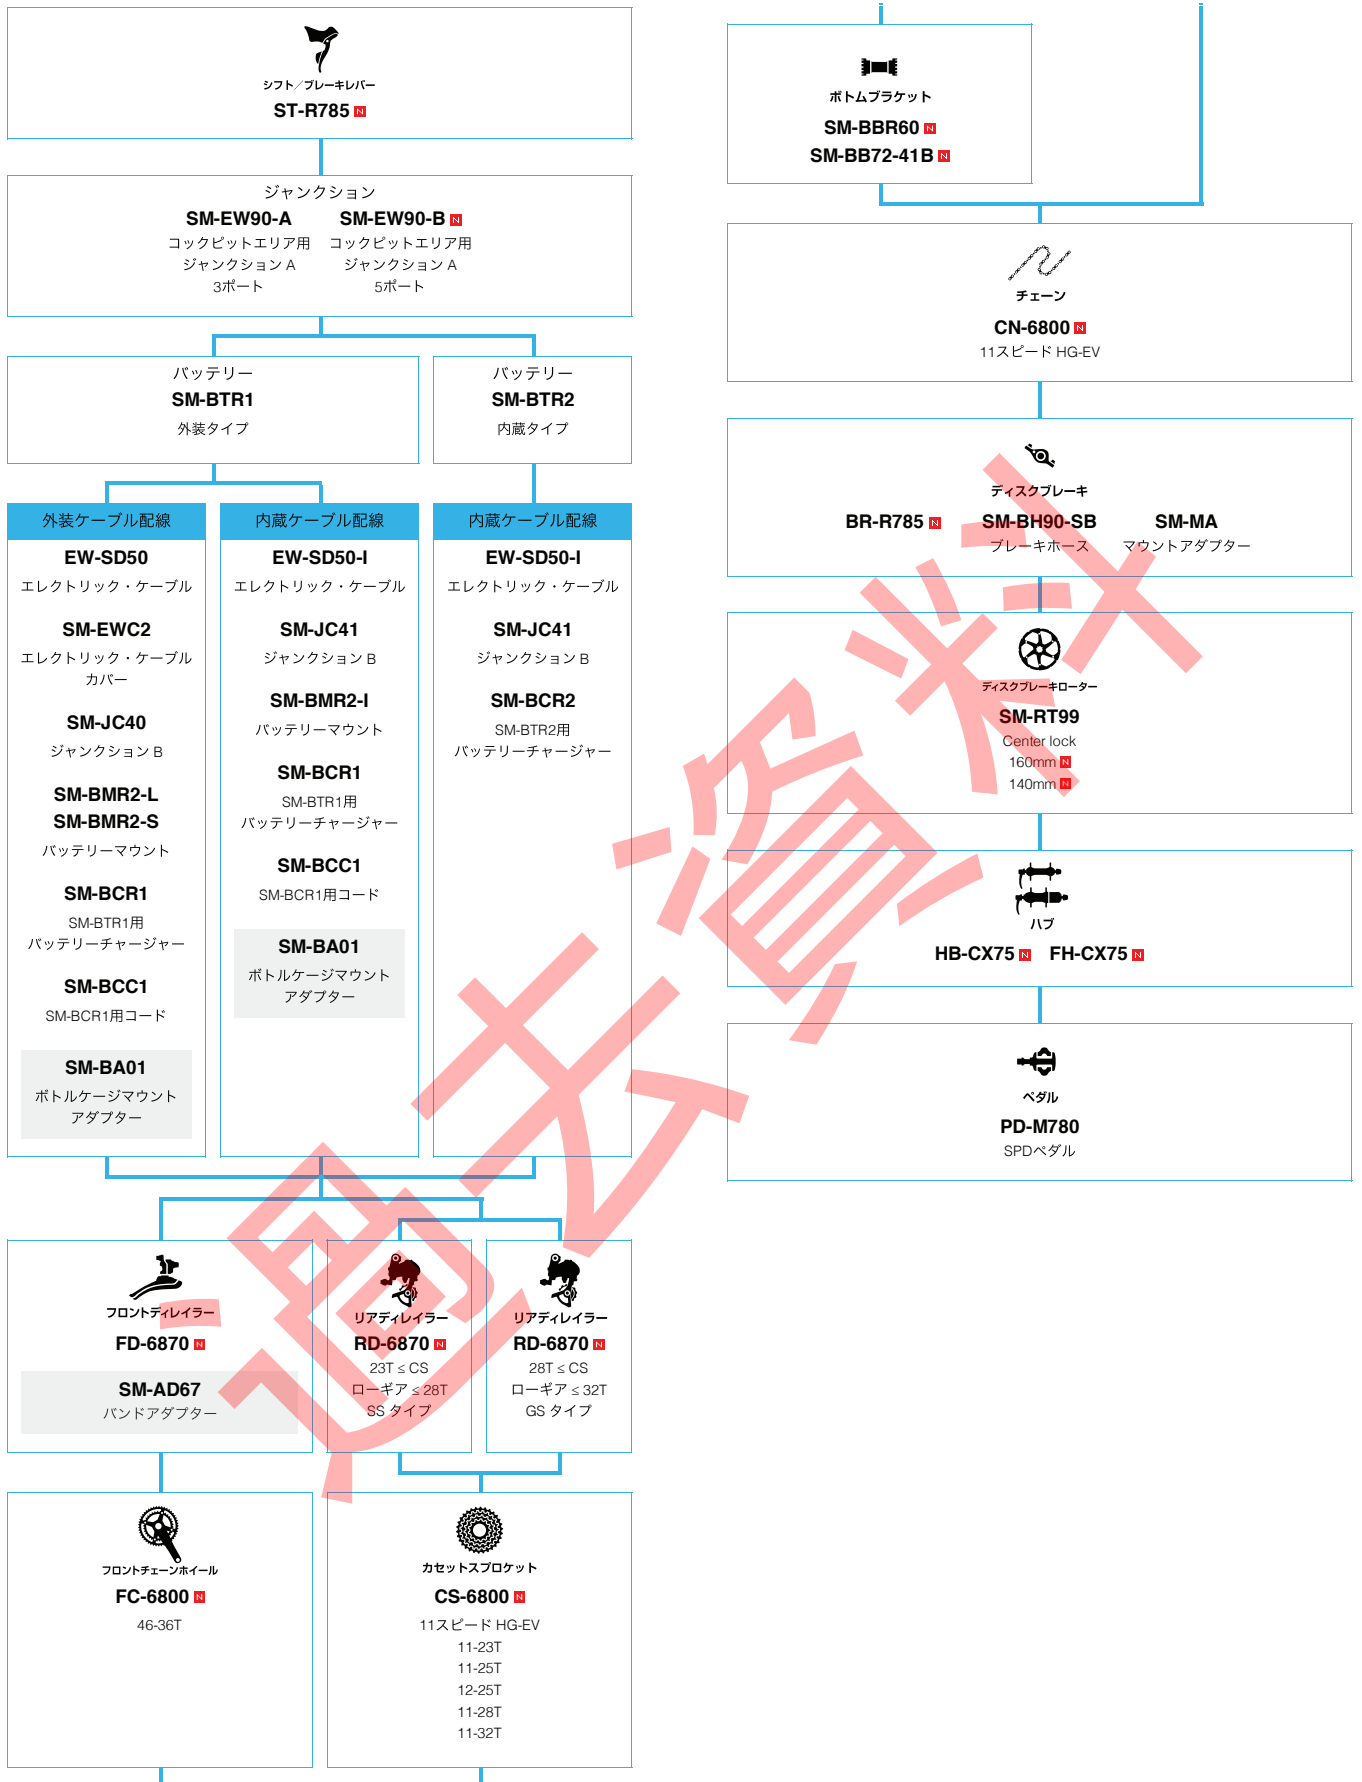 シフト／ブレーキレバー
ST-R785 N
ジャンクション
SM-EW90-A
コックピットエリア用
ジャンクション A
3ポート
SM-EW90-B N
コックピットエリア用
ジャンクション A
5ポート
バッテリー
SM-BTR1
外装タイプ
バッテリー
SM-BTR2
内蔵タイプ
外装ケーブル配線
EW-SD50
エレクトリック・ケーブル
SM-EWC2
エレクトリック・ケーブル
カバー
SM-JC40
ジャンクション B
SM-BMR2-L
SM-BMR2-S
バッテリーマウント
SM-BCR1
SM-BTR1用
バッテリーチャージャー
SM-BCC1
SM-BCR1用コード
SM-BA01
ボトルケージマウント
アダプター
内蔵ケーブル配線
EW-SD50-I
エレクトリック・ケーブル
SM-JC41
ジャンクション B
SM-BMR2-I
バッテリーマウント
SM-BCR1
SM-BTR1用
バッテリーチャージャー
SM-BCC1
SM-BCR1用コード
SM-BA01
ボトルケージマウント
アダプター
内蔵ケーブル配線
EW-SD50-I
エレクトリック・ケーブル
SM-JC41
ジャンクション B
SM-BCR2
SM-BTR2用
バッテリーチャージャー
フロントディレイラー
FD-6870 N
SM-AD67
バンドアダプター
リアディレイラー
RD-6870 N
23T ≤ CS
ローギア ≤ 28T
SS タイプ
リアディレイラー
RD-6870 N
28T ≤ CS
ローギア ≤ 32T
GS タイプ
フロントチェーンホイール
FC-6800 N
46-36T
カセットスプロケット
CS-6800 N
11スピード HG-EV
11-23T
11-25T
12-25T
11-28T
11-32T
ボトムブラケット
SM-BBR60 N
SM-BB72-41B N
チェーン
CN-6800 N
11スピード HG-EV
ディスクブレーキ
BR-R785 N
SM-BH90-SB
ブレーキホース
SM-MA
マウントアダプター
ディスクブレーキローター
SM-RT99
Center lock
160mm N
140mm N
ハブ
HB-CX75 N FH-CX75 N
ペダル
PD-M780
SPDペダル
過去資料